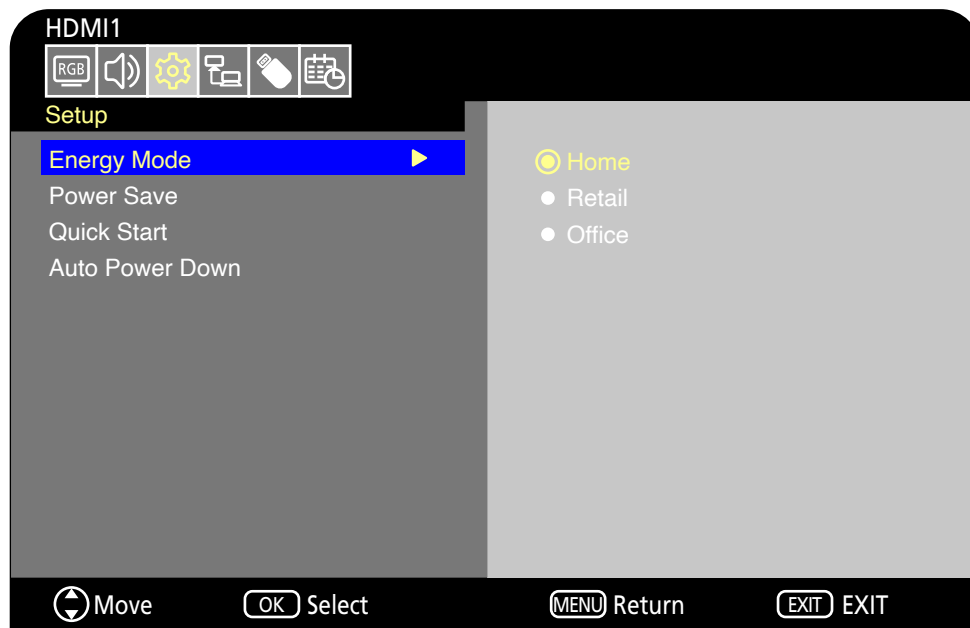 HDMI1
RGB
Setup
Energy Mode
Power Save
Quick Start
Auto Power Down
Home
Retail
Office
Move OK Select MENU Return EXIT EXIT